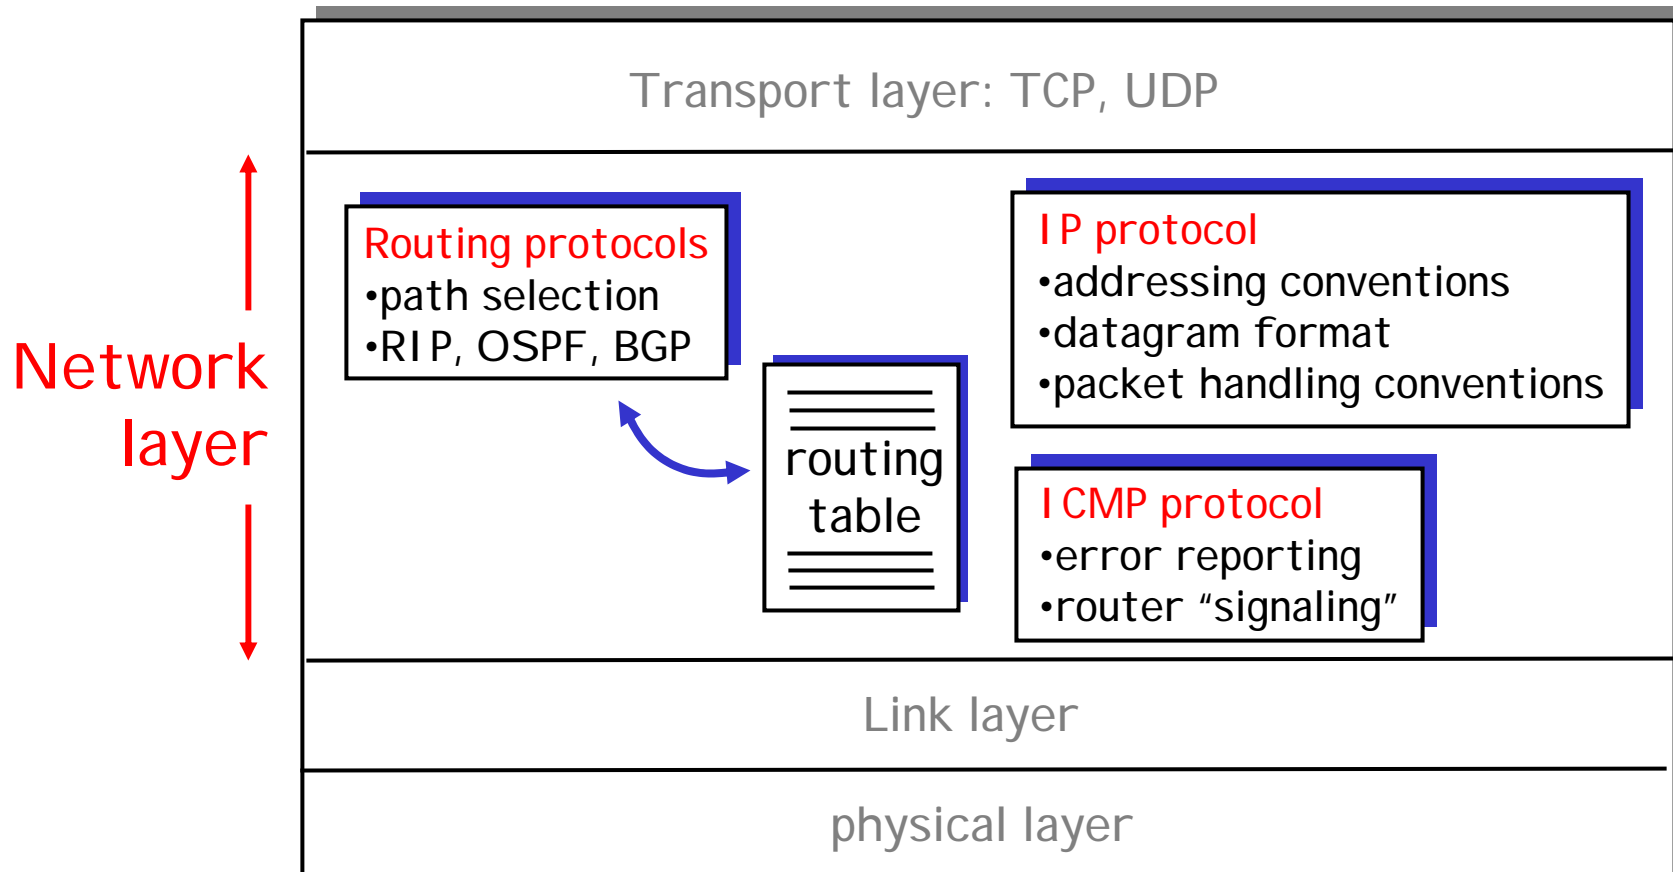 Transport layer: TCP, UDP
Network
layer
Routing protocols
•path selection
•RIP, OSPF, BGP
routing
table
IP protocol
•addressing conventions
•datagram format
•packet handling conventions
ICMP protocol
•error reporting
•router “signaling”
Link layer
physical layer